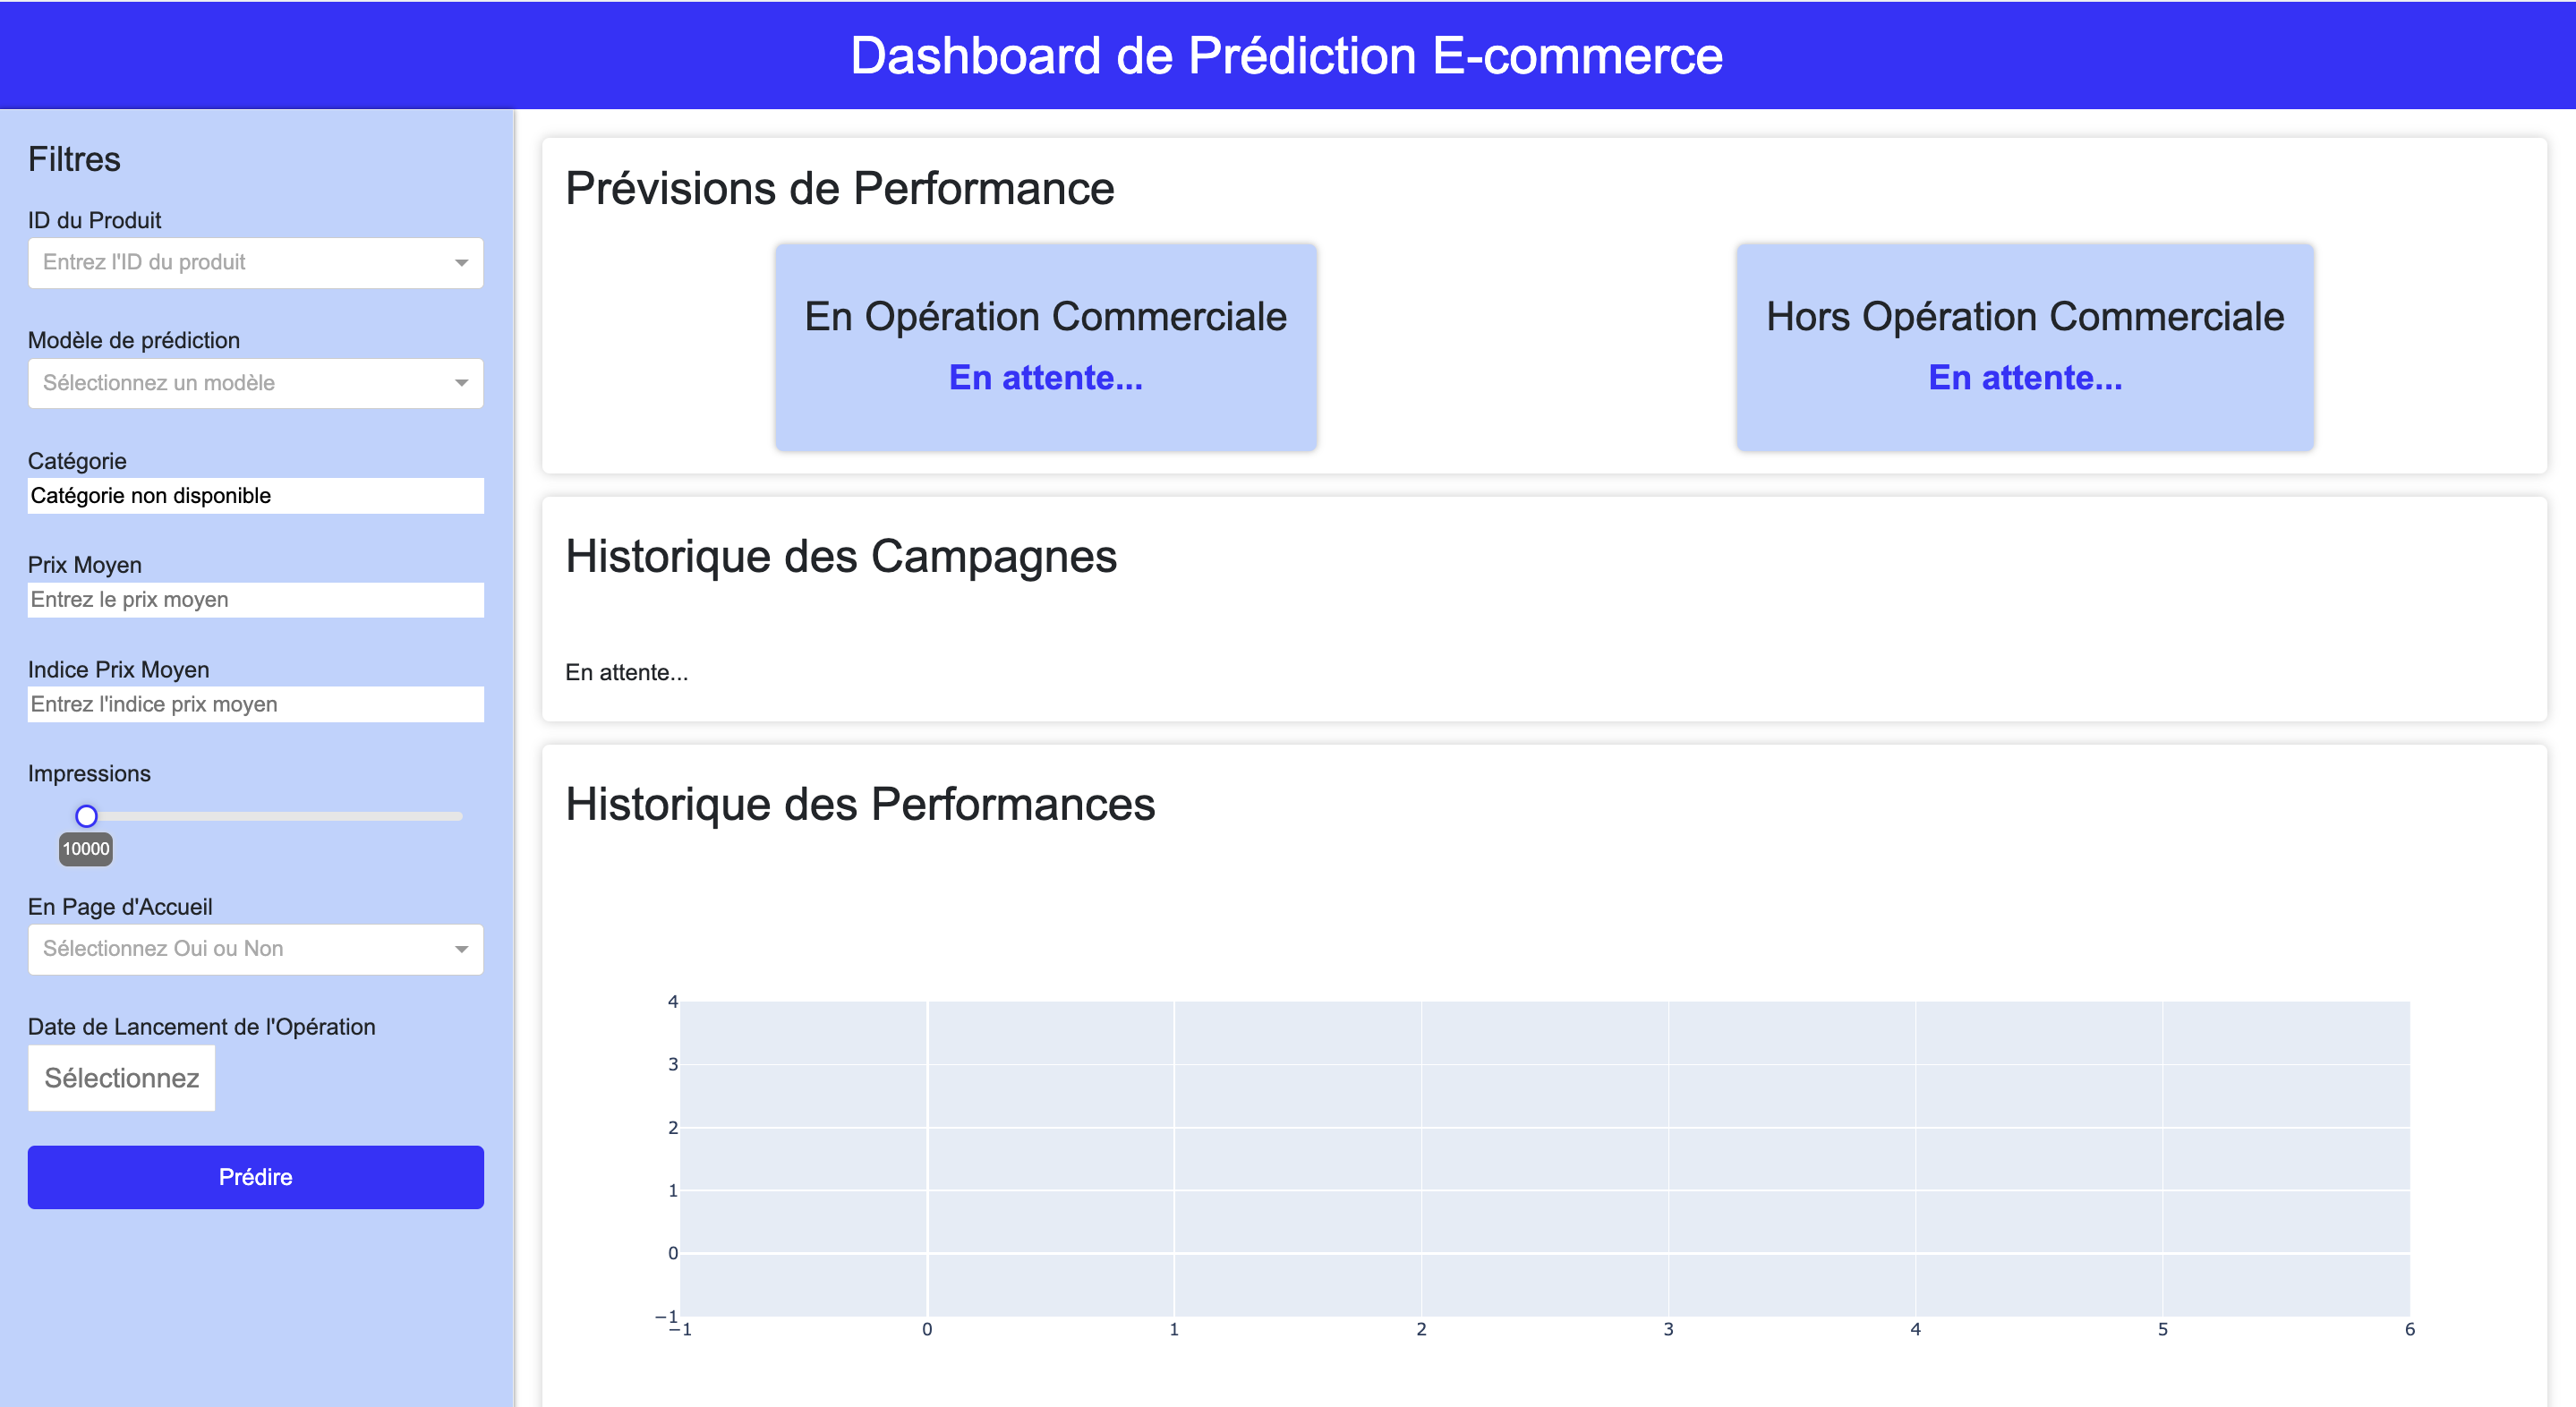 Dashboard de Prédiction E-commerce
Filtres
ID du Produit
Entrez l'ID du produit
Modèle de prédiction
Sélectionnez un modèle
Catégorie
Catégorie non disponible
Prix Moyen
Entrez le prix moyen
Indice Prix Moyen
Entrez l'indice prix moyen
Impressions
10000
En Page d'Accueil
Sélectionnez Oui ou Non
Date de Lancement de l'Opération
Sélectionnez
Prédire
Prévisions de Performance
En Opération Commerciale
En attente...
Hors Opération Commerciale
En attente...
Historique des Campagnes
En attente...
Historique des Performances
4
3
2
1
0
−1
−1 0 1 2 3 4 5 6